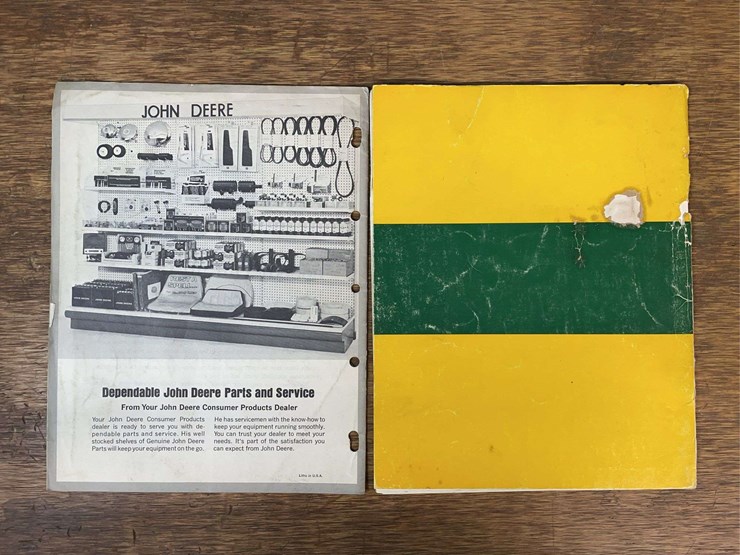 JOHN DEERE
Dependable John Deere Parts and Service
From Your John Deere Consumer Products Dealer
Your John Deere Consumer Products
dealer is ready to serve you with de-
pendable parts and service. His well
stocked shelves of Genuine John Deere
Parts will keep your equipment on the go.
He has servicemen with the know-how to
keep your equipment running smoothly.
You can trust your dealer to meet your
needs. It's part of the satisfaction you
can expect from John Deere.
Litho in U.S.A.